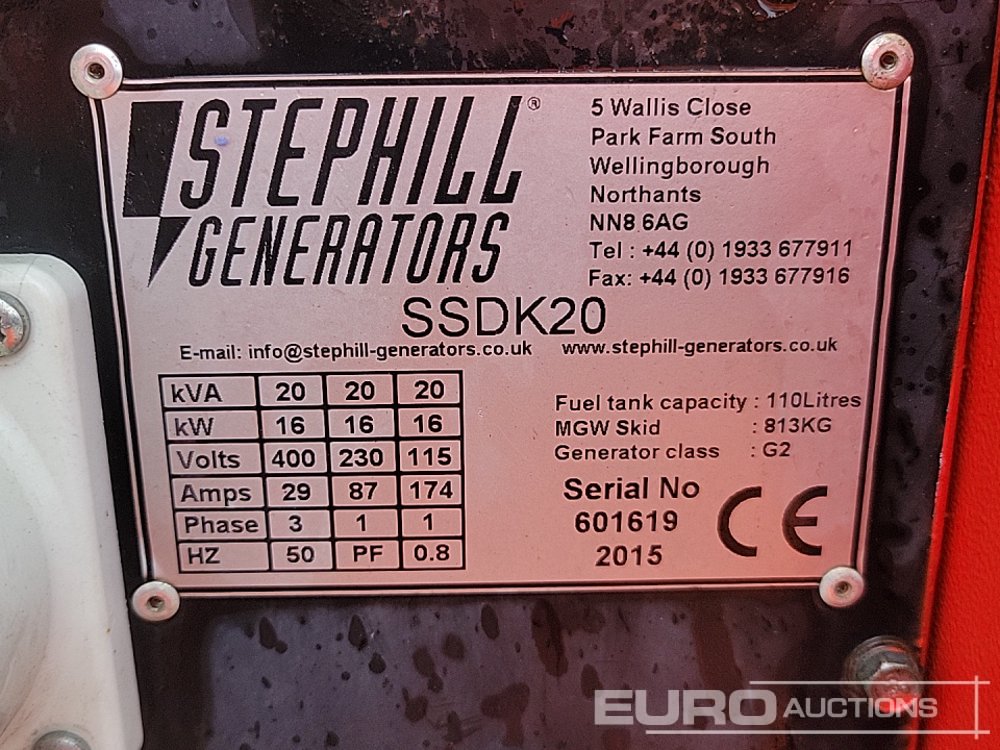 STEPHILL®
GENERATORS
5 Wallis Close
Park Farm South
Wellingborough
Northants
NN8 6AG
Tel : +44 (0) 1933 677911
Fax: +44 (0) 1933 677916
SSDK20
E-mail: info@stephill-generators.co.uk www.stephill-generators.co.uk
kVA 20 20 20
kW 16 16 16
Volts 400 230 115
Amps 29 87 174
Phase 3 1 1
HZ 50 PF 0.8
Fuel tank capacity : 110Litres
MGW Skid : 813KG
Generator class : G2
Serial No
601619
2015
CE
EURO AUCTIONS